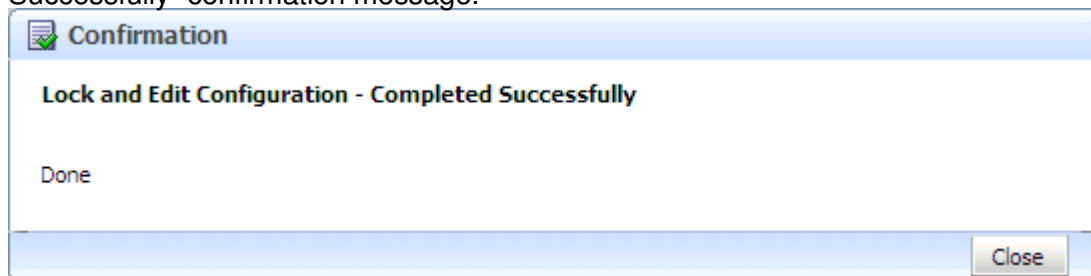 Successfully" confirmation message.
Confirmation
Lock and Edit Configuration - Completed Successfully
Done
Close